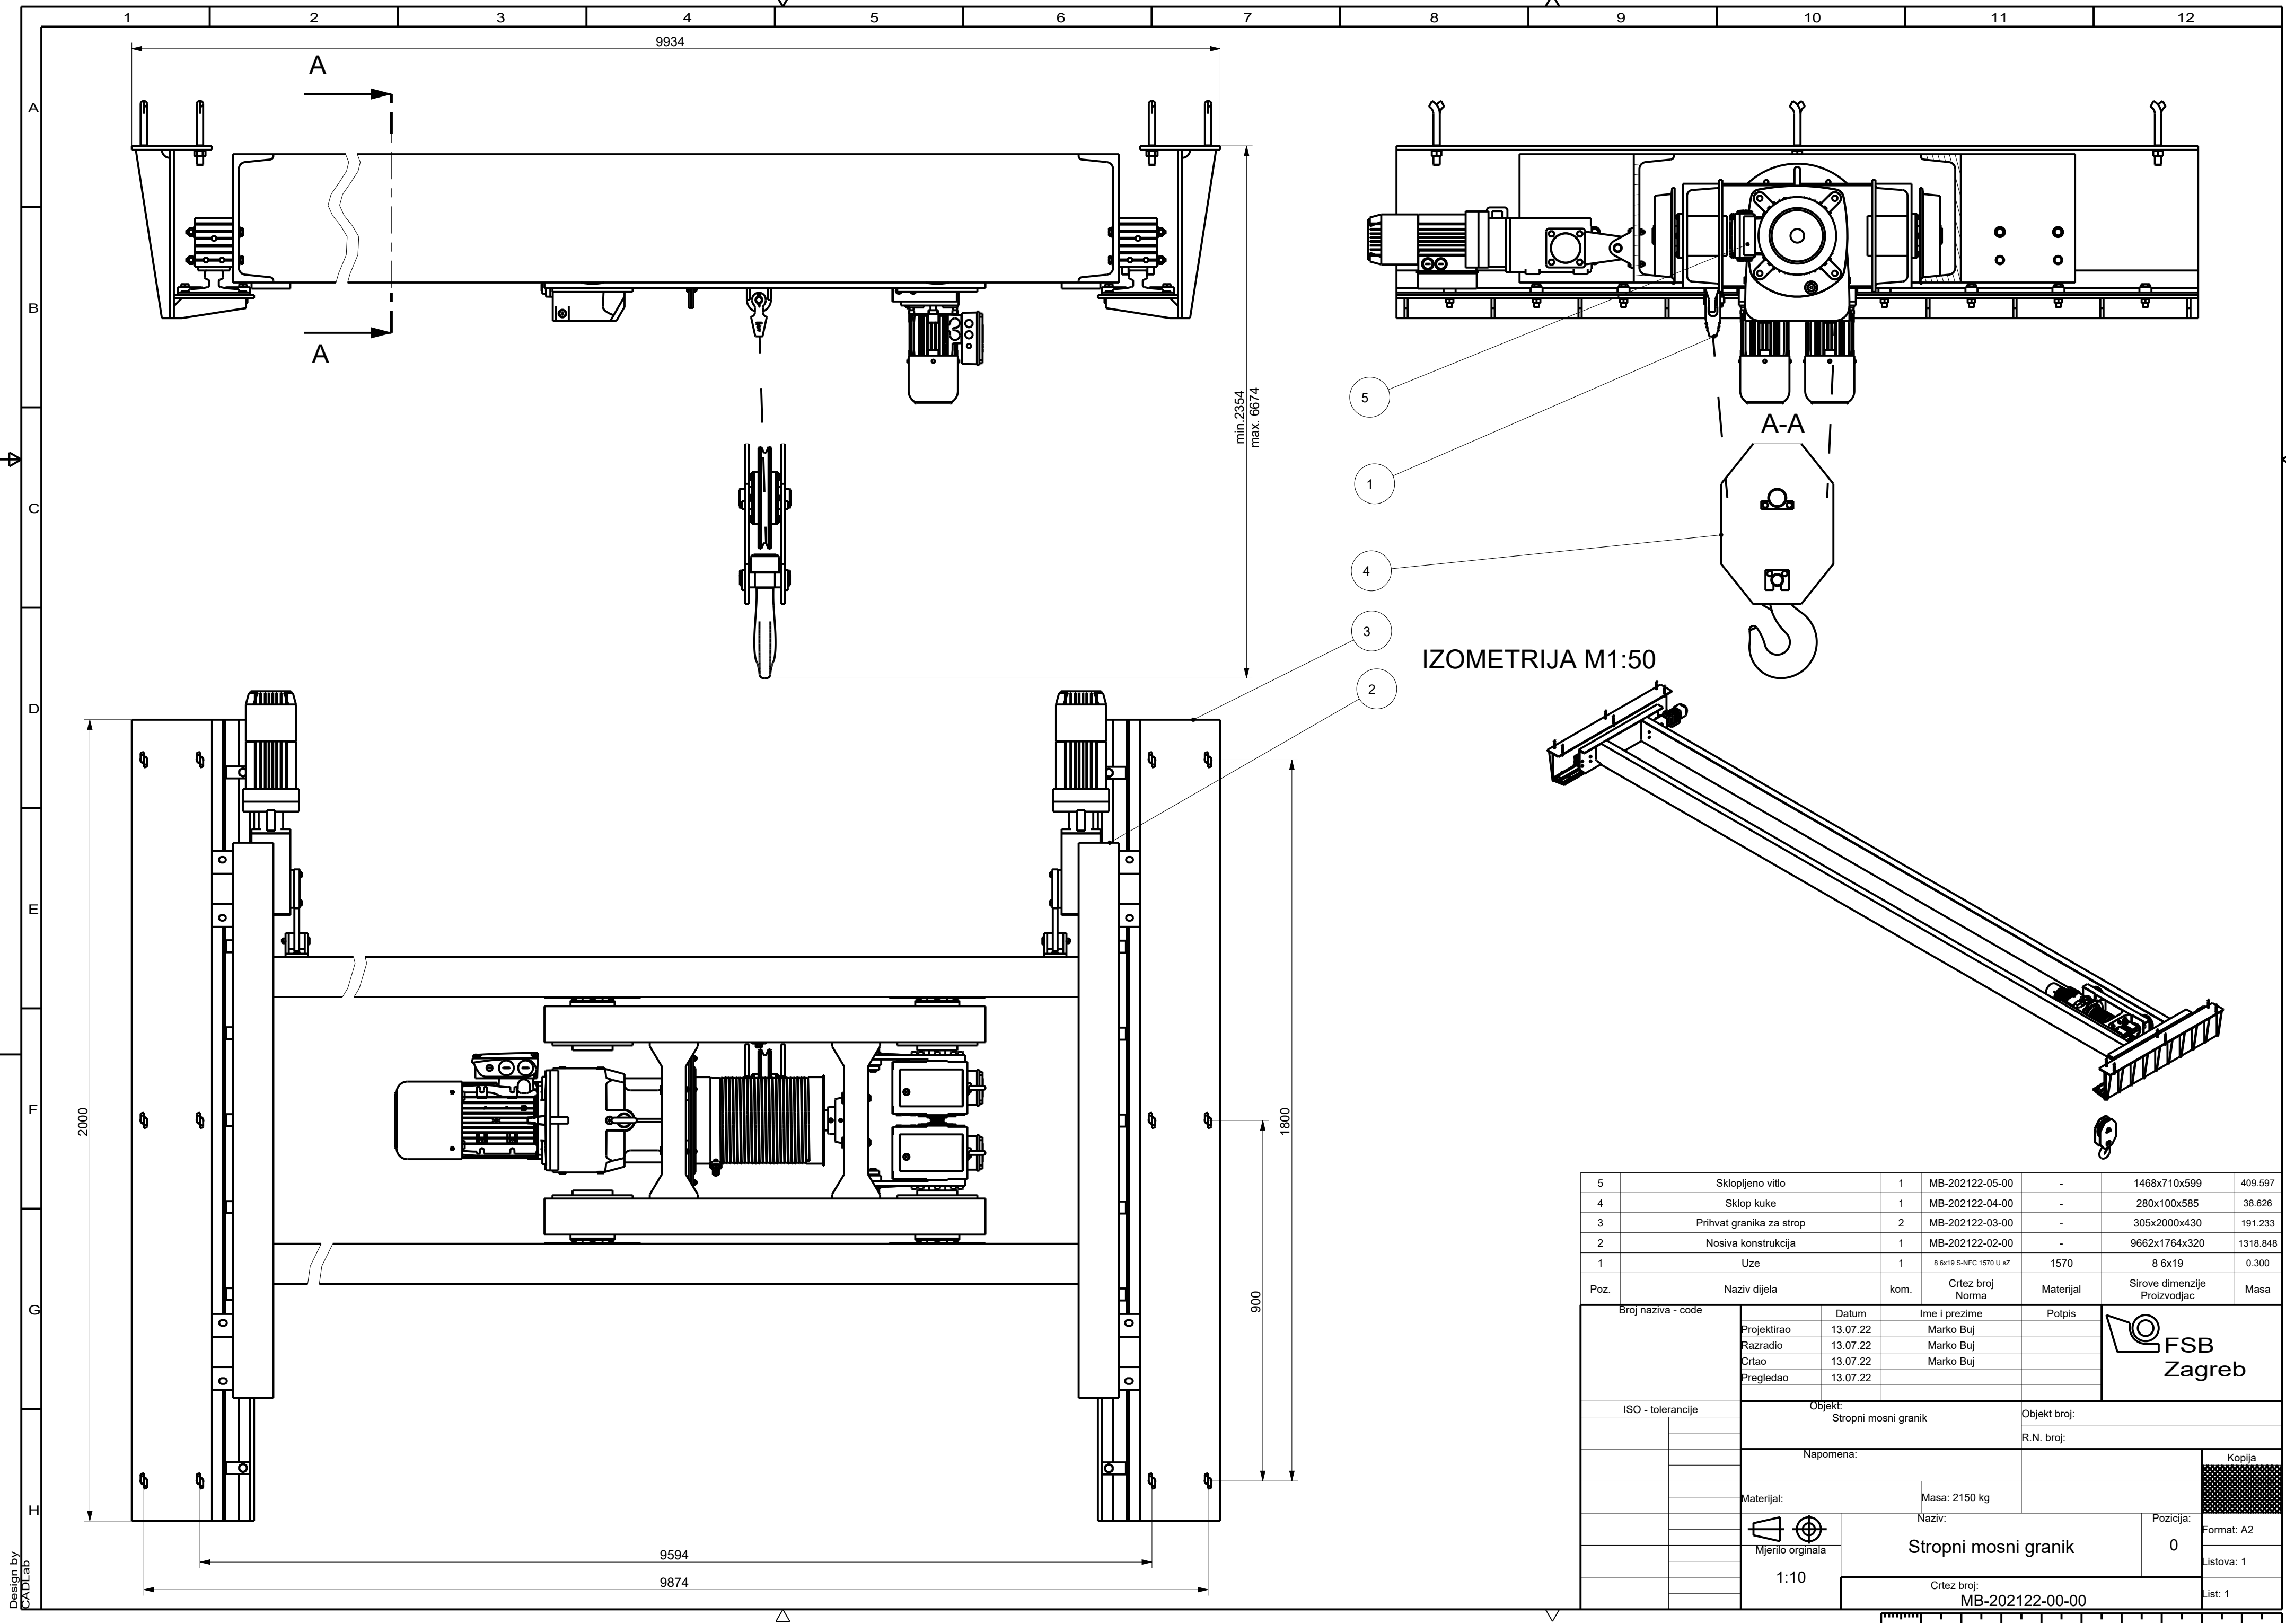 1 2 3 4 5 6 7 8 9 10 11 12
A
B
C
D
E
F
G
H
9934
A
A
min.2354
max. 6674
5
1
4
3
2
A-A
IZOMETRIJA M1:50
2000
1800
900
9594
9874
5 Sklopljeno vitlo 1 MB-202122-05-00 - 1468x710x599 409.597
4 Sklop kuke 1 MB-202122-04-00 - 280x100x585 38.626
3 Prihvat granika za strop 2 MB-202122-03-00 - 305x2000x430 191.233
2 Nosiva konstrukcija 1 MB-202122-02-00 - 9662x1764x320 1318.848
1 Uze 1 8 6x19 S-NFC 1570 U sZ 1570 8 6x19 0.300
Poz. Naziv dijela kom. Crtez broj Norma Materijal Sirove dimenzije Proizvodjac Masa
Broj naziva - code
Datum Ime i prezime Potpis
Projektirao 13.07.22 Marko Buj
Razradio 13.07.22 Marko Buj
Crtao 13.07.22 Marko Buj
Pregledao 13.07.22
FSB
Zagreb
ISO - tolerancije
Objekt:
Stropni mosni granik
Objekt broj:
R.N. broj:
Napomena:
Kopija
Materijal:
Masa: 2150 kg
Naziv:
Stropni mosni granik
Pozicija:
0
Format: A2
Listova: 1
List: 1
Mjerilo orginala
1:10
Crtez broj:
MB-202122-00-00
Design by
CADLab